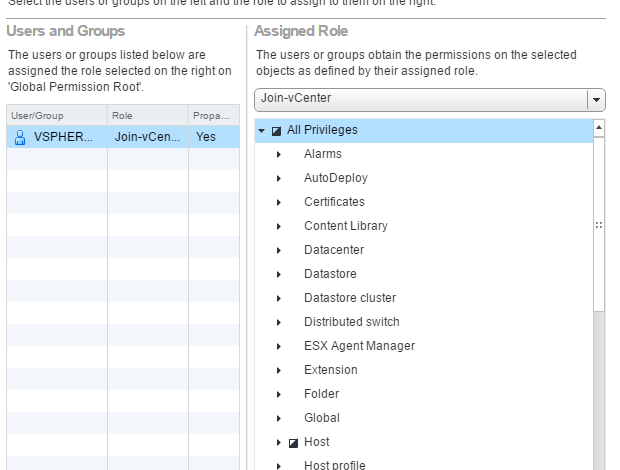 Select the users or groups on the left and the role to assign to them on the right.
Users and Groups
The users or groups listed below are
assigned the role selected on the right on
'Global Permission Root'.
User/Group Role Propa...
VSPHER... Join-vCen... Yes
Assigned Role
The users or groups obtain the permissions on the selected
objects as defined by their assigned role.
Join-vCenter
All Privileges
Alarms
AutoDeploy
Certificates
Content Library
Datacenter
Datastore
Datastore cluster
Distributed switch
ESX Agent Manager
Extension
Folder
Global
Host
Host profile